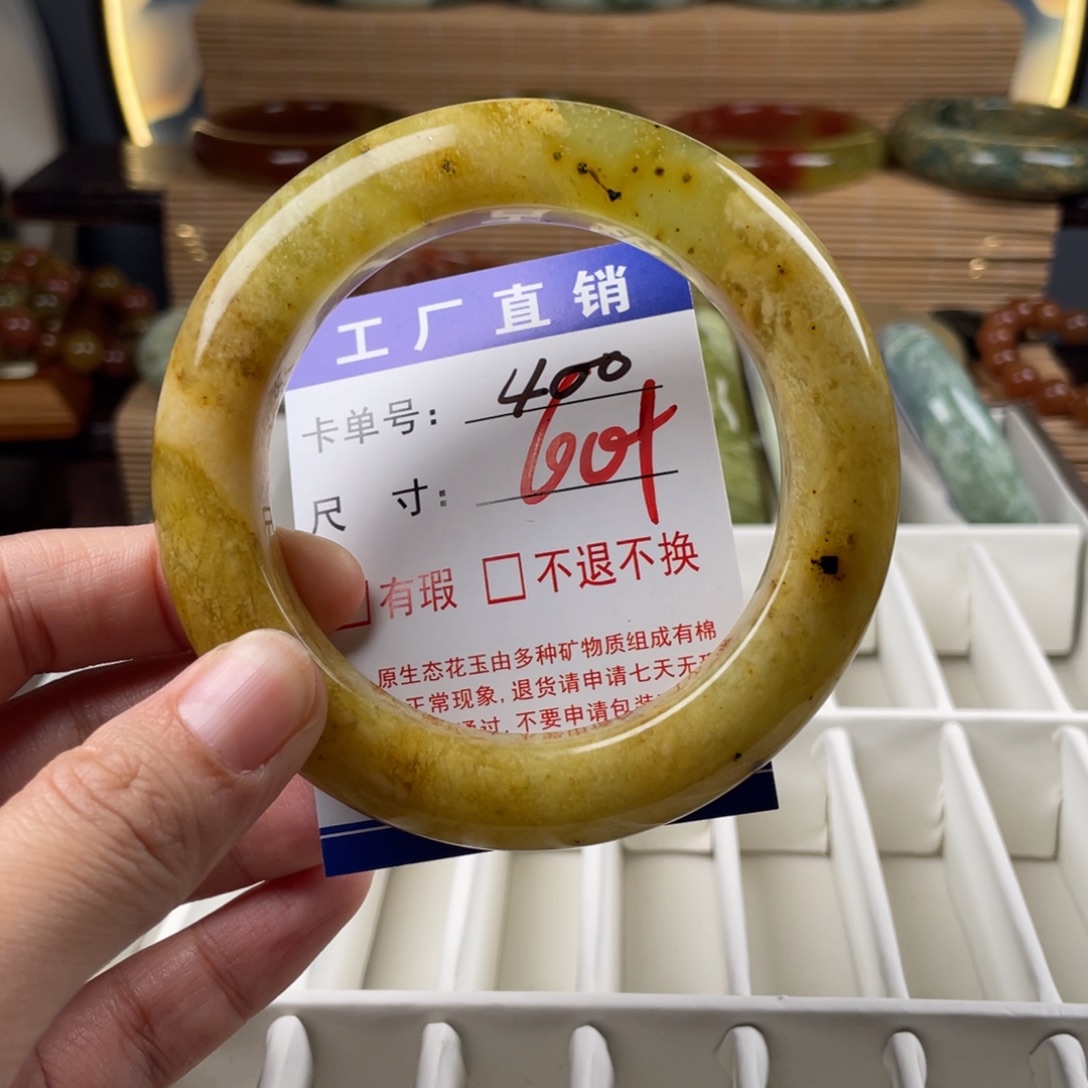 工厂直销
卡单号: 400
尺 寸: 60+
有瑕 □不退不换
原生态花玉由多种矿物质组成有棉
正常现象, 退货请申请七天无
过, 不要申请包装